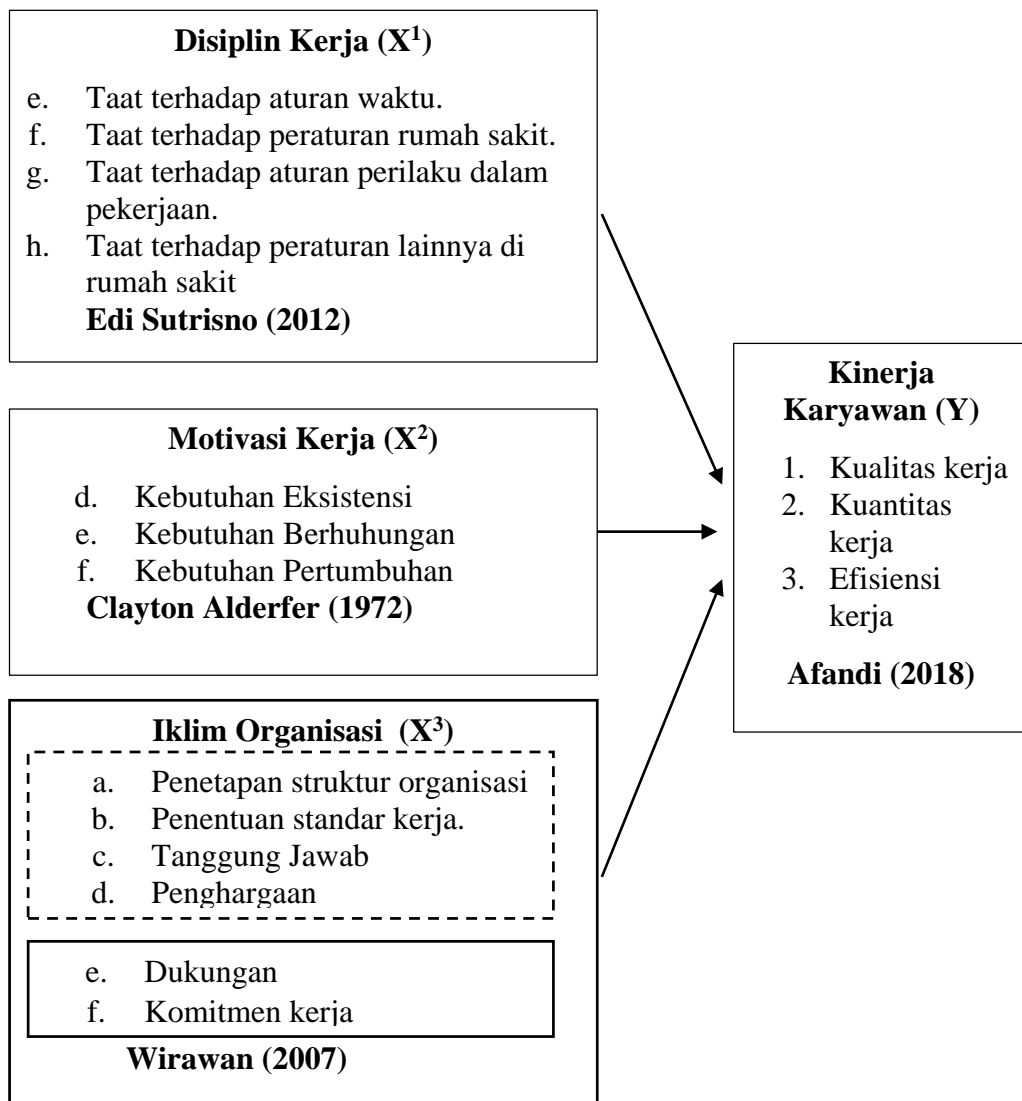 Disiplin Kerja (X¹)
e. Taat terhadap aturan waktu.
f. Taat terhadap peraturan rumah sakit.
g. Taat terhadap aturan perilaku dalam
pekerjaan.
h. Taat terhadap peraturan lainnya di
rumah sakit
Edi Sutrisno (2012)
Motivasi Kerja (X²)
d. Kebutuhan Eksistensi
e. Kebutuhan Berhuhungan
f. Kebutuhan Pertumbuhan
Clayton Alderfer (1972)
Iklim Organisasi (X³)
a. Penetapan struktur organisasi
b. Penentuan standar kerja.
c. Tanggung Jawab
d. Penghargaan
e. Dukungan
f. Komitmen kerja
Wirawan (2007)
Kinerja
Karyawan (Y)
1. Kualitas kerja
2. Kuantitas
kerja
3. Efisiensi
kerja
Afandi (2018)